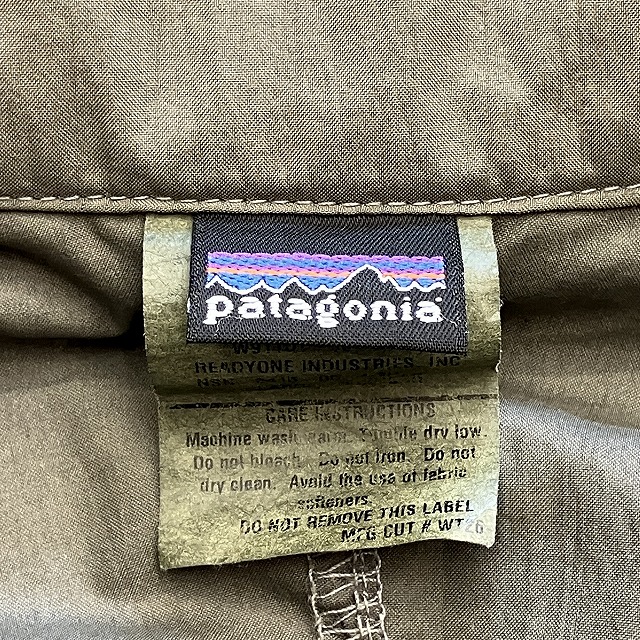 patagonia
READYONE INDUSTRIES, INC
CARE INSTRUCTIONS
Machine wash warm. Tumble dry low.
Do not bleach. Do not iron. Do not
dry clean. Avoid the use of fabric
softeners.
DO NOT REMOVE THIS LABEL
MFG CUT # WT26